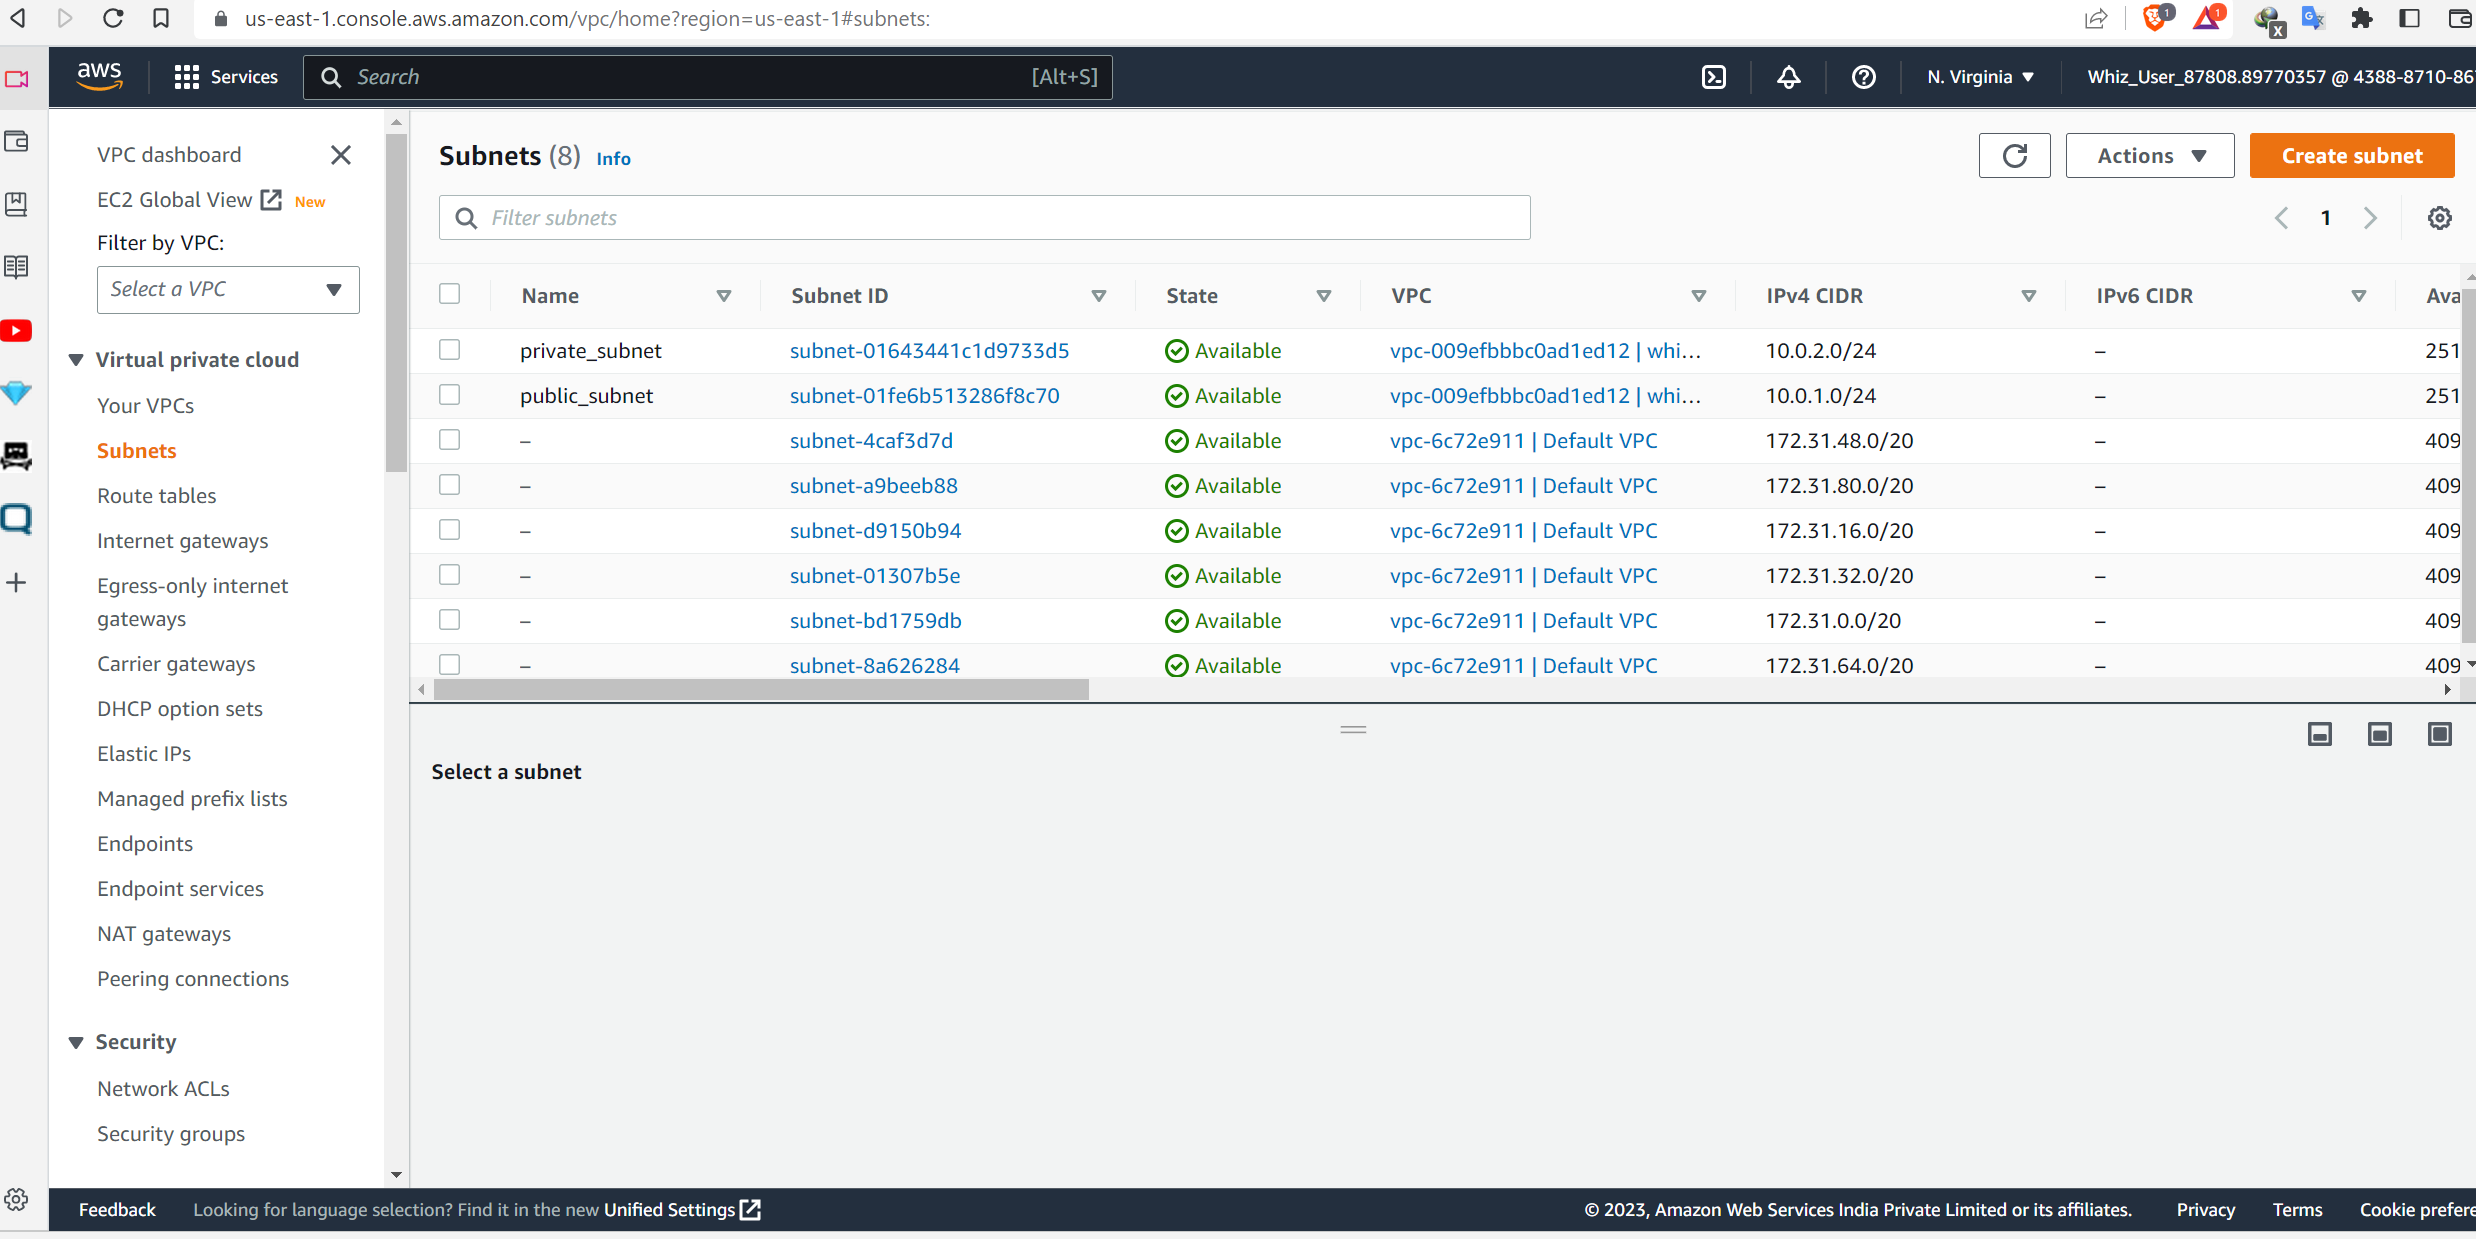 us-east-1.console.aws.amazon.com/vpc/home?region=us-east-1#subnets:
1
1
X
aws
Services
Search
[Alt+S]
N. Virginia
Whiz_User_87808.89770357 @ 4388-8710-86
VPC dashboard
EC2 Global View New
Filter by VPC:
Select a VPC
Virtual private cloud
Your VPCs
Subnets
Route tables
Internet gateways
Egress-only internet
gateways
Carrier gateways
DHCP option sets
Elastic IPs
Managed prefix lists
Endpoints
Endpoint services
NAT gateways
Peering connections
Security
Network ACLs
Security groups
Subnets (8) Info
Actions
Create subnet
Filter subnets
1
Name Subnet ID State VPC IPv4 CIDR IPv6 CIDR Ava
private_subnet subnet-01643441c1d9733d5 Available vpc-009efbbbc0ad1ed12 | whi... 10.0.2.0/24 – 251
public_subnet subnet-01fe6b513286f8c70 Available vpc-009efbbbc0ad1ed12 | whi... 10.0.1.0/24 – 251
– subnet-4caf3d7d Available vpc-6c72e911 | Default VPC 172.31.48.0/20 – 409
– subnet-a9beeb88 Available vpc-6c72e911 | Default VPC 172.31.80.0/20 – 409
– subnet-d9150b94 Available vpc-6c72e911 | Default VPC 172.31.16.0/20 – 409
– subnet-01307b5e Available vpc-6c72e911 | Default VPC 172.31.32.0/20 – 409
– subnet-bd1759db Available vpc-6c72e911 | Default VPC 172.31.0.0/20 – 409
– subnet-8a626284 Available vpc-6c72e911 | Default VPC 172.31.64.0/20 – 409
Select a subnet
Feedback Looking for language selection? Find it in the new Unified Settings © 2023, Amazon Web Services India Private Limited or its affiliates. Privacy Terms Cookie prefere